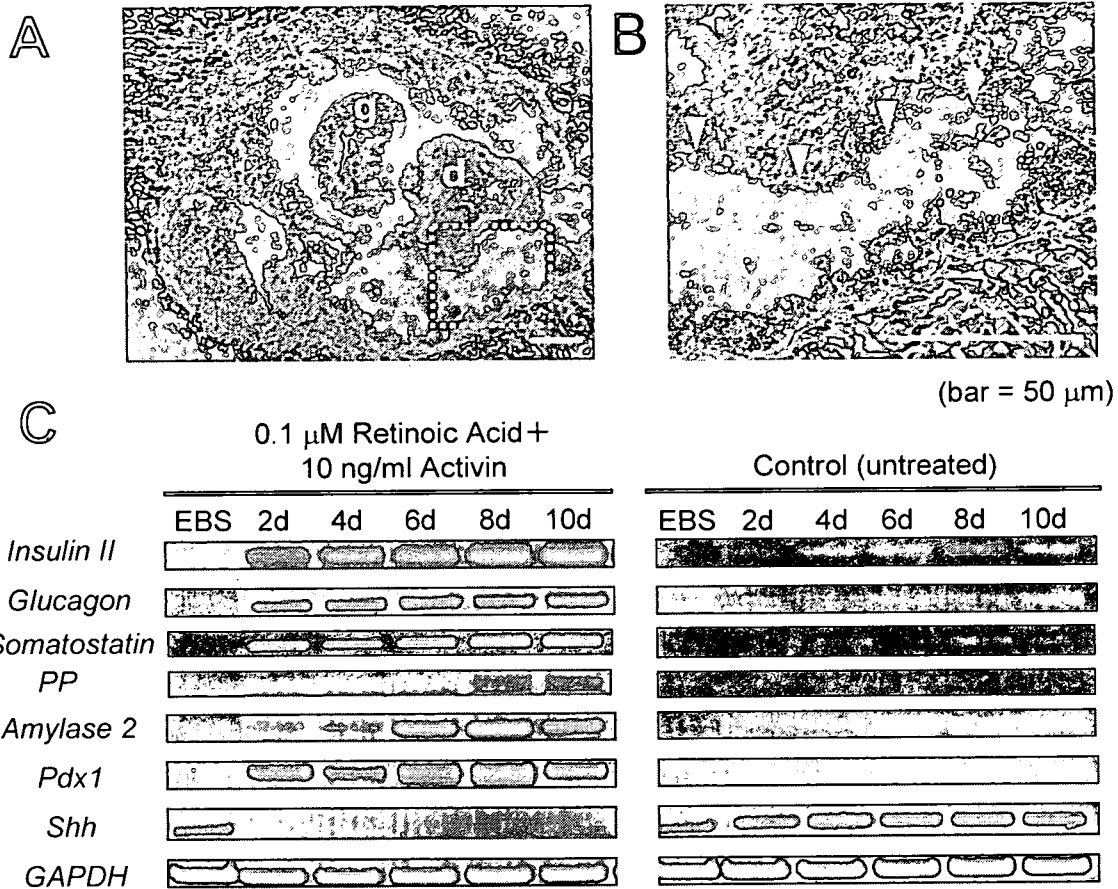 A
B
g
d
(bar = 50 μm)
C
0.1 μM Retinoic Acid+
10 ng/ml Activin
Control (untreated)
EBS 2d 4d 6d 8d 10d
EBS 2d 4d 6d 8d 10d
Insulin II
Glucagon
Somatostatin
PP
Amylase 2
Pdx1
Shh
GAPDH